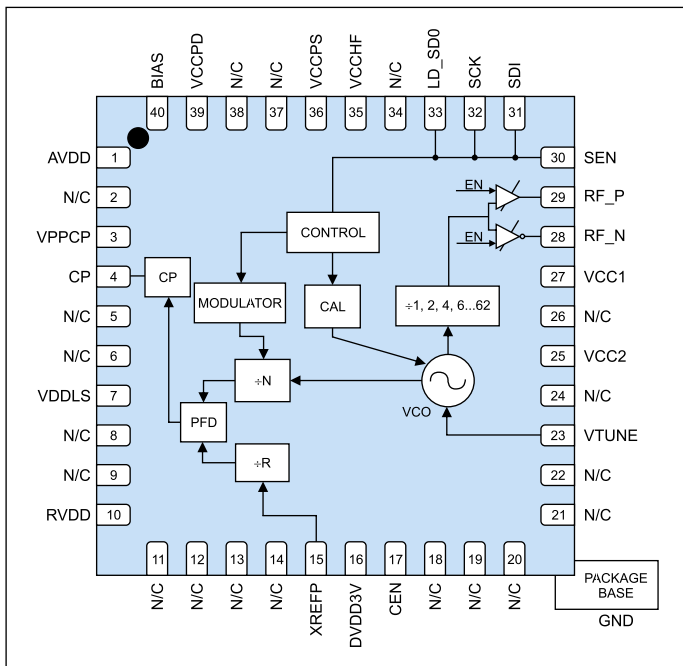 BIAS
VCCPD
N/C
N/C
VCCPS
VCCHF
N/C
LD_SD0
SCK
SDI
40
39
38
37
36
35
34
33
32
31
AVDD 1
N/C 2
VPPCP 3
CP 4
N/C 5
N/C 6
VDDLS 7
N/C 8
N/C 9
RVDD 10
30 SEN
29 RF_P
28 RF_N
27 VCC1
26 N/C
25 VCC2
24 N/C
23 VTUNE
22 N/C
21 N/C
EN
EN
CONTROL
CP
MODULATOR
CAL
÷1, 2, 4, 6...62
÷N
VCO
PFD
÷R
11
12
13
14
15
16
17
18
19
20
N/C
N/C
N/C
N/C
XREFP
DVDD3V
CEN
N/C
N/C
N/C
PACKAGE
BASE
GND